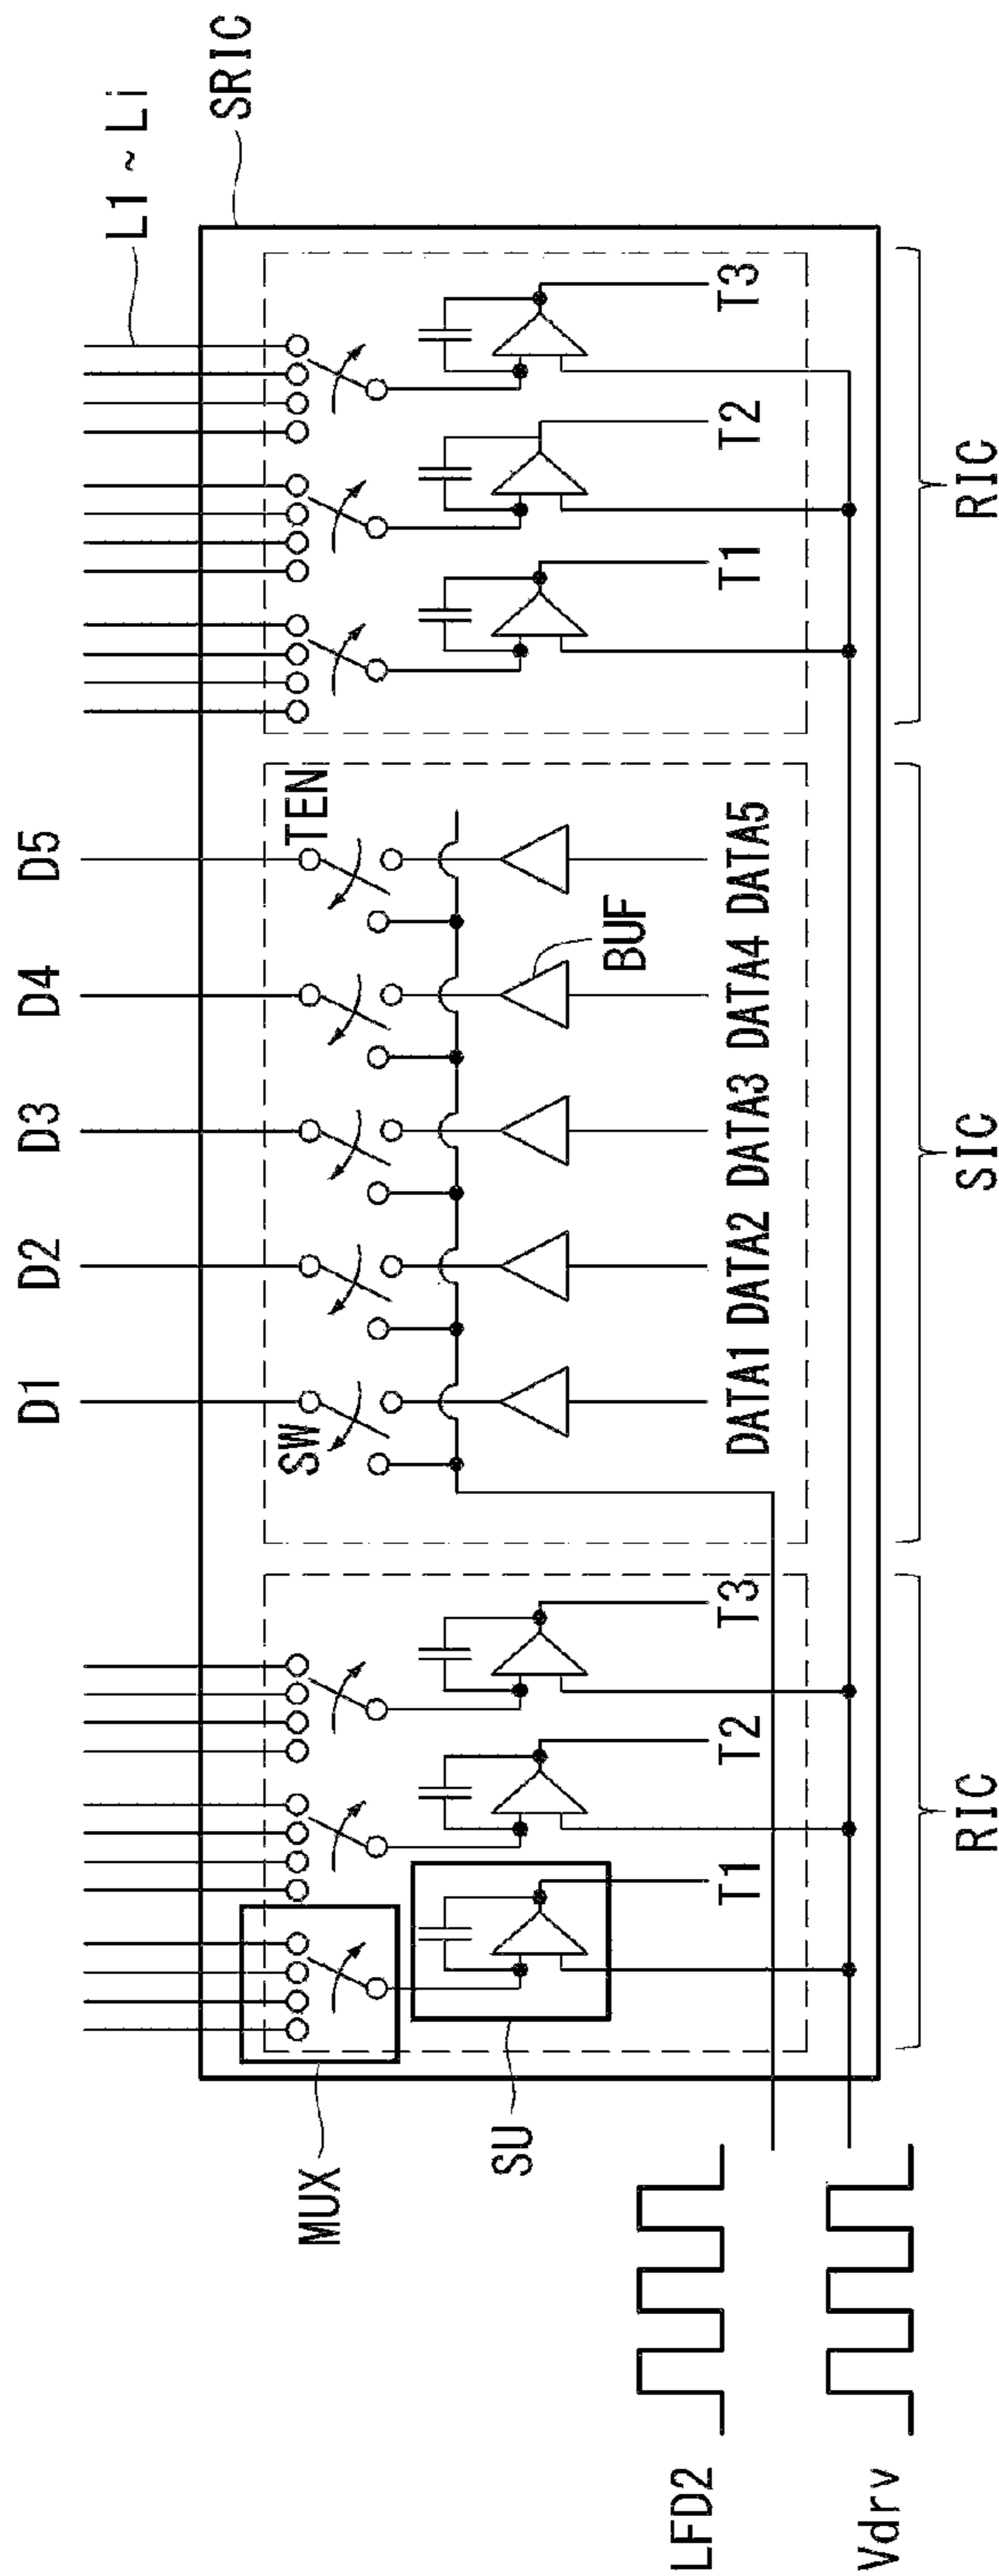 D1 D2 D3 D4 D5
L1~Li
SRIC
MUX
SW
TEN
SU
BUF
T1 T2 T3
DATA1 DATA2 DATA3 DATA4 DATA5
T1 T2 T3
LFD2
Vdrv
RIC SIC RIC